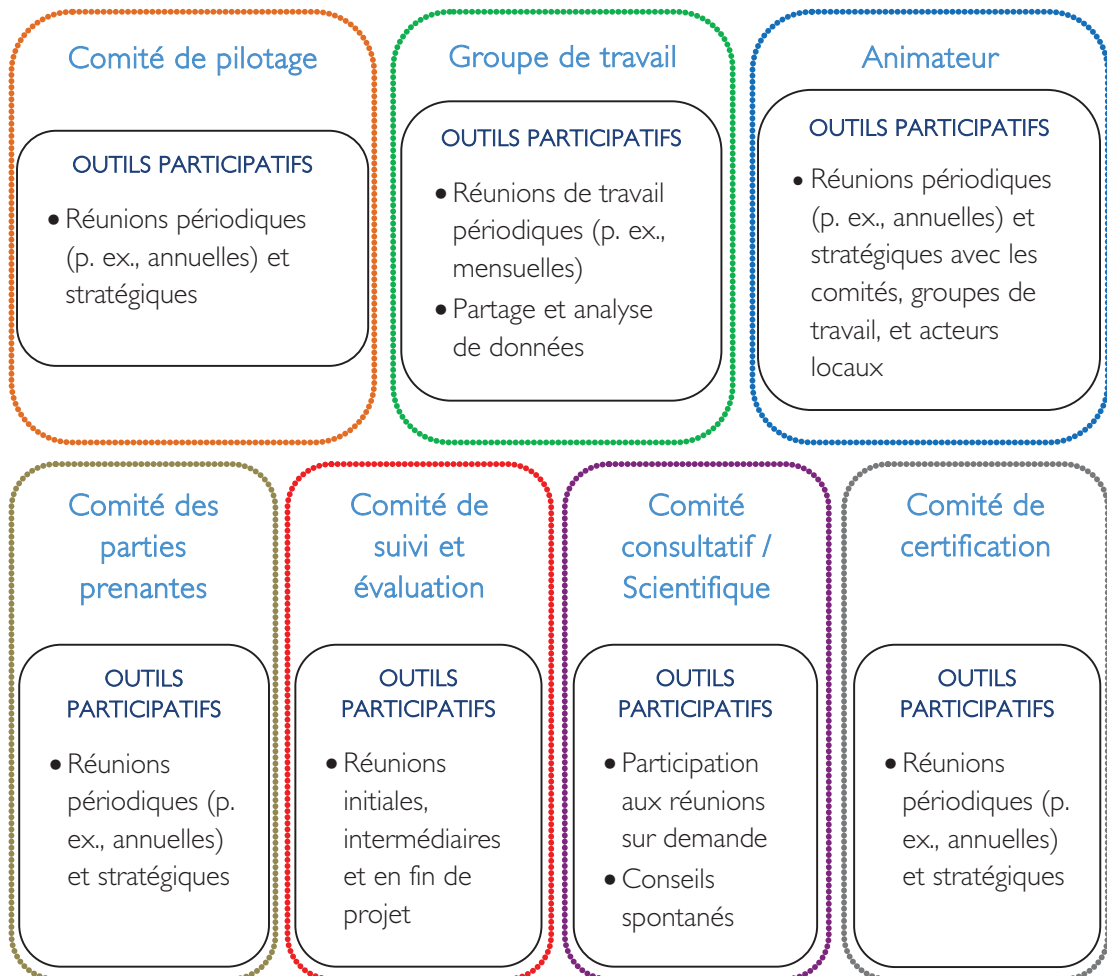 Comité de pilotage
OUTILS PARTICIPATIFS
• Réunions périodiques
(p. ex., annuelles) et
stratégiques
Groupe de travail
OUTILS PARTICIPATIFS
• Réunions de travail
périodiques (p. ex.,
mensuelles)
• Partage et analyse
de données
Animateur
OUTILS PARTICIPATIFS
• Réunions périodiques
(p. ex., annuelles) et
stratégiques avec les
comités, groupes de
travail, et acteurs
locaux
Comité des
parties
prenantes
OUTILS
PARTICIPATIFS
• Réunions
périodiques (p.
ex., annuelles)
et stratégiques
Comité de
suivi et
évaluation
OUTILS
PARTICIPATIFS
• Réunions
initiales,
intermédiaires
et en fin de
projet
Comité
consultatif /
Scientifique
OUTILS
PARTICIPATIFS
• Participation
aux réunions
sur demande
• Conseils
spontanés
Comité de
certification
OUTILS
PARTICIPATIFS
• Réunions
périodiques (p.
ex., annuelles)
et stratégiques